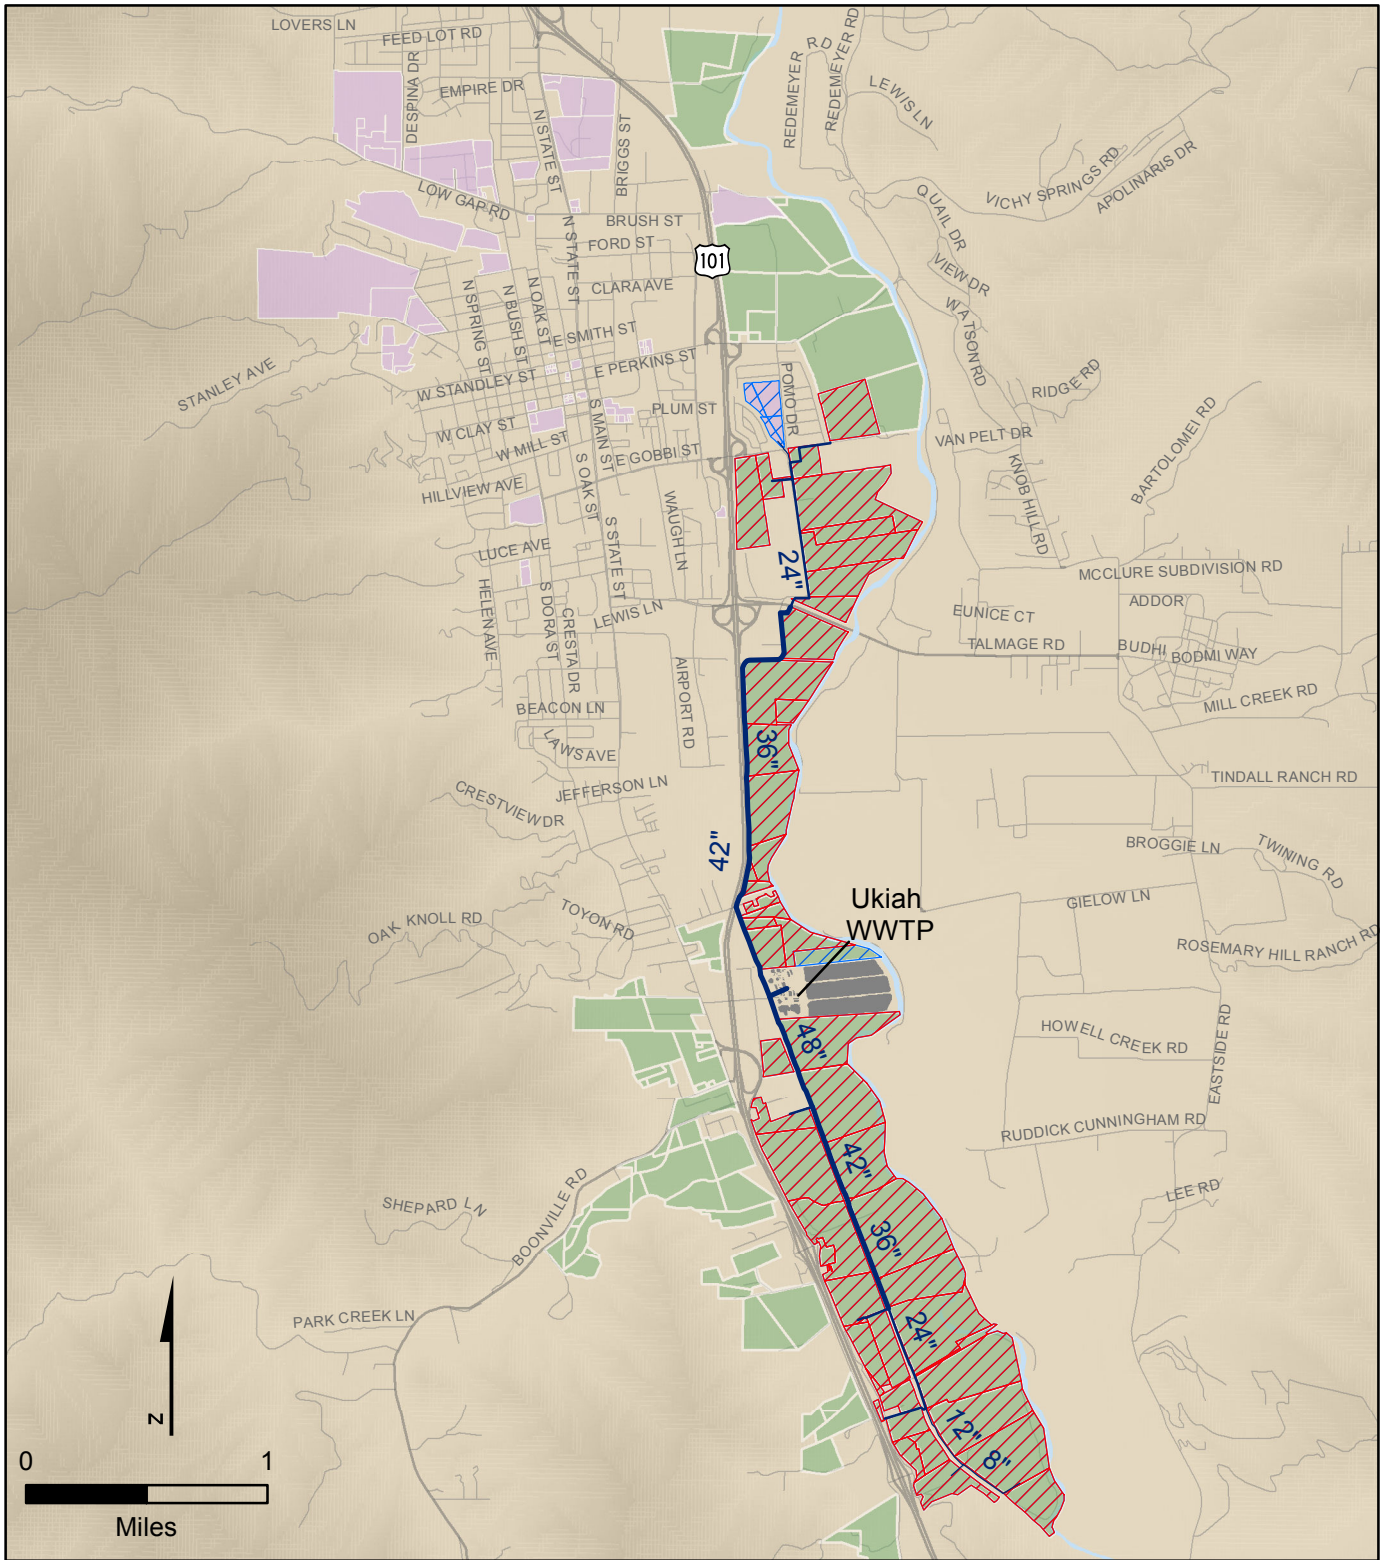 LOVERS LN
FEED LOT RD
DESPINA DR
EMPIRE DR
N STATE ST
BRIGGS ST
REDEMEYER RD
REDEMEYER RD
LEWIS LN
VICHY SPRINGS RD
APOLINARIS DR
LOW GAP RD
BRUSH ST
FORD ST
N STATE ST
CLARA AVE
101
QUAIL DR
VIEW DR
WATSON RD
N SPRING ST
N BUSH ST
N OAK ST
E SMITH ST
E PERKINS ST
STANLEY AVE
W STANDLEY ST
PLUM ST
POMO DR
RIDGE RD
W CLAY ST
W MILL ST
S MAIN ST
E GOBBI ST
VAN PELT DR
BARTOLOMEI RD
KNOB HILL RD
HILLVIEW AVE
S OAK ST
WAUGH LN
S STATE ST
LUCE AVE
24"
MCCLURE SUBDIVISION RD
ADDOR
HELEN AVE
S DORA ST
CRESTA DR
LEWIS LN
EUNICE CT
TALMAGE RD
BUDHI
BODMI WAY
AIRPORT RD
MILL CREEK RD
BEACON LN
LAWS AVE
36"
TINDALL RANCH RD
JEFFERSON LN
CRESTVIEW DR
42"
BROGGIE LN
TWINING RD
GIELOW LN
OAK KNOLL RD
TOYON RD
Ukiah
WWTP
ROSEMARY HILL RANCH RD
48"
HOWELL CREEK RD
EASTSIDE RD
RUDDICK CUNNINGHAM RD
42"
LEE RD
SHEPARD LN
BOONVILLE RD
36"
PARK CREEK LN
24"
N
12"
8"
0
1
Miles